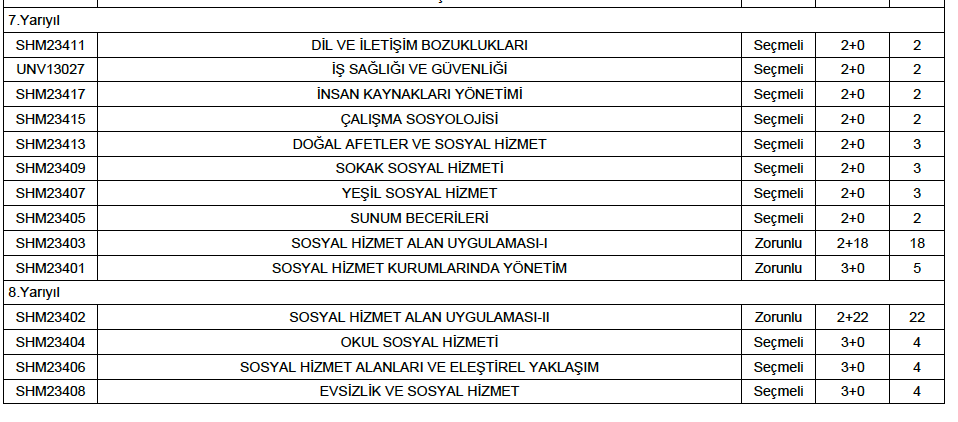 7.Yarıyıl
SHM23411 DİL VE İLETİŞİM BOZUKLUKLARI Seçmeli 2+0 2
UNV13027 İŞ SAĞLIĞI VE GÜVENLİĞİ Seçmeli 2+0 2
SHM23417 İNSAN KAYNAKLARI YÖNETİMİ Seçmeli 2+0 2
SHM23415 ÇALIŞMA SOSYOLOJİSİ Seçmeli 2+0 2
SHM23413 DOĞAL AFETLER VE SOSYAL HİZMET Seçmeli 2+0 3
SHM23409 SOKAK SOSYAL HİZMETİ Seçmeli 2+0 3
SHM23407 YEŞİL SOSYAL HİZMET Seçmeli 2+0 3
SHM23405 SUNUM BECERİLERİ Seçmeli 2+0 2
SHM23403 SOSYAL HİZMET ALAN UYGULAMASI-I Zorunlu 2+18 18
SHM23401 SOSYAL HİZMET KURUMLARINDA YÖNETİM Zorunlu 3+0 5
8.Yarıyıl
SHM23402 SOSYAL HİZMET ALAN UYGULAMASI-II Zorunlu 2+22 22
SHM23404 OKUL SOSYAL HİZMETİ Seçmeli 3+0 4
SHM23406 SOSYAL HİZMET ALANLARI VE ELEŞTİREL YAKLAŞIM Seçmeli 3+0 4
SHM23408 EVSİZLİK VE SOSYAL HİZMET Seçmeli 3+0 4